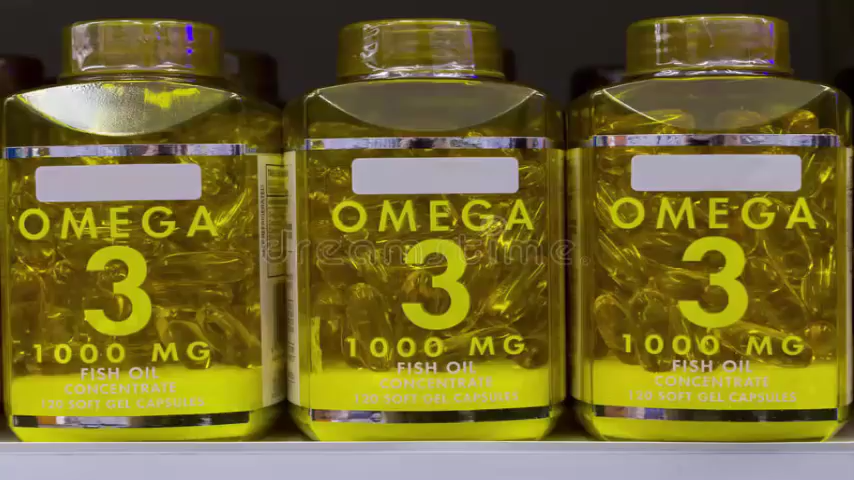 OMEGA
3
1000 MG
FISH OIL
CONCENTRATE
120 SOFT GEL CAPSULES
OMEGA
3
1000 MG
FISH OIL
CONCENTRATE
120 SOFT GEL CAPSULES
OMEGA
3
1000 MG
FISH OIL
CONCENTRATE
120 SOFT GEL CAPSULES
dreamstime.